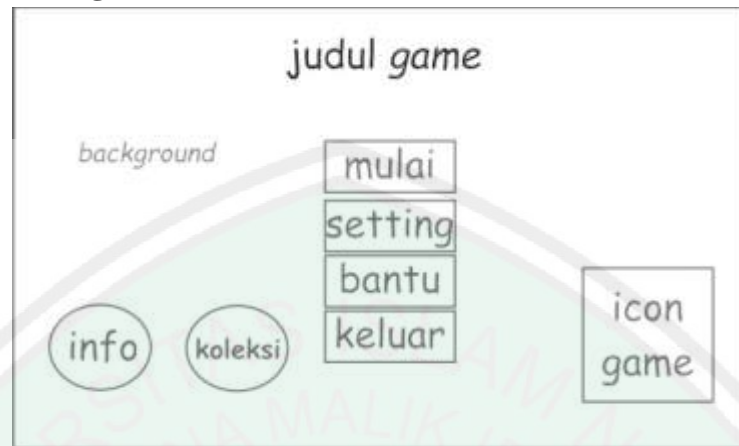 judul game
background
mulai
setting
bantu
keluar
info
koleksi
icon
game